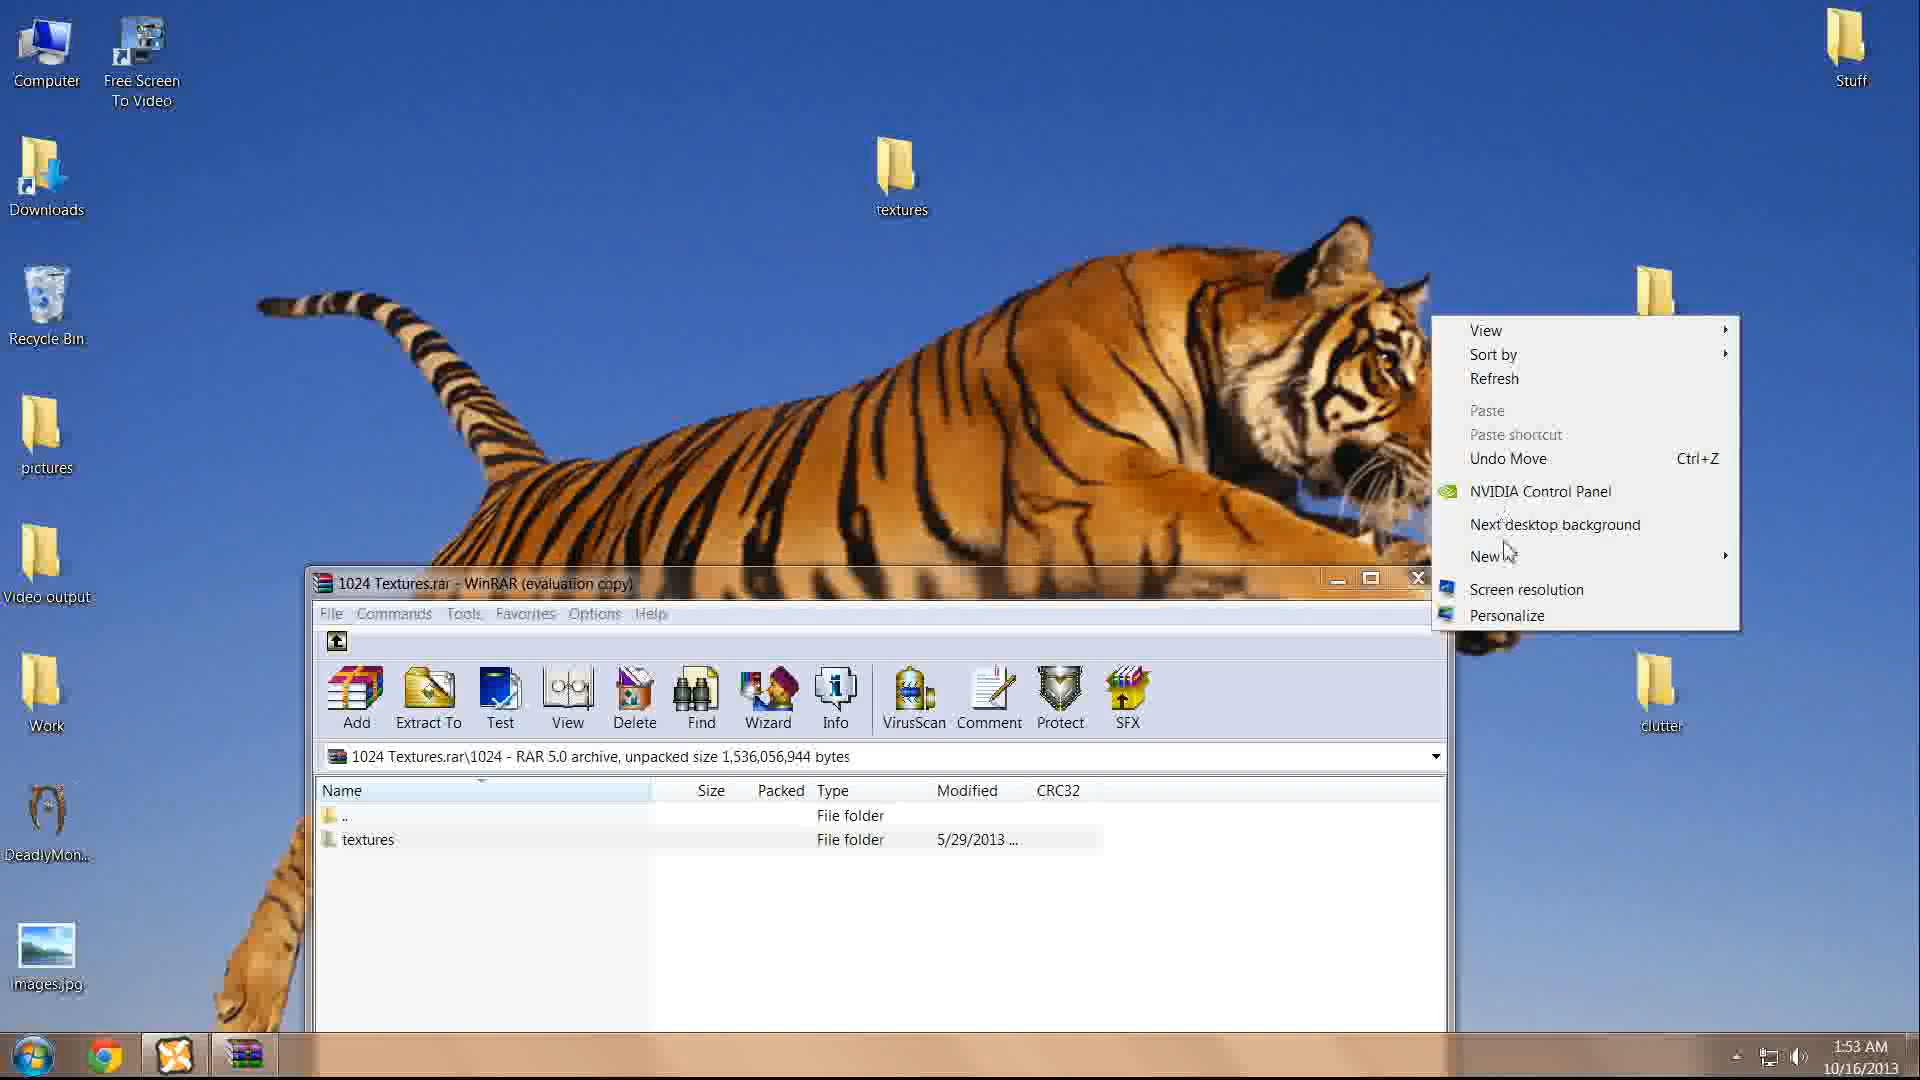 Computer
Free Screen
To Video
Stuff
Downloads
textures
Recycle Bin
pictures
Video output
Work
DeadlyMon...
images.jpg
clutter
View
Sort by
Refresh
Paste
Paste shortcut
Undo Move Ctrl+Z
NVIDIA Control Panel
Next desktop background
New
Screen resolution
Personalize
1024 Textures.rar - WinRAR (evaluation copy)
File Commands Tools Favorites Options Help
Add Extract To Test View Delete Find Wizard Info VirusScan Comment Protect SFX
1024 Textures.rar\1024 - RAR 5.0 archive, unpacked size 1,536,056,944 bytes
Name Size Packed Type Modified CRC32
.. File folder
textures File folder 5/29/2013 ...
1:53 AM
10/16/2013